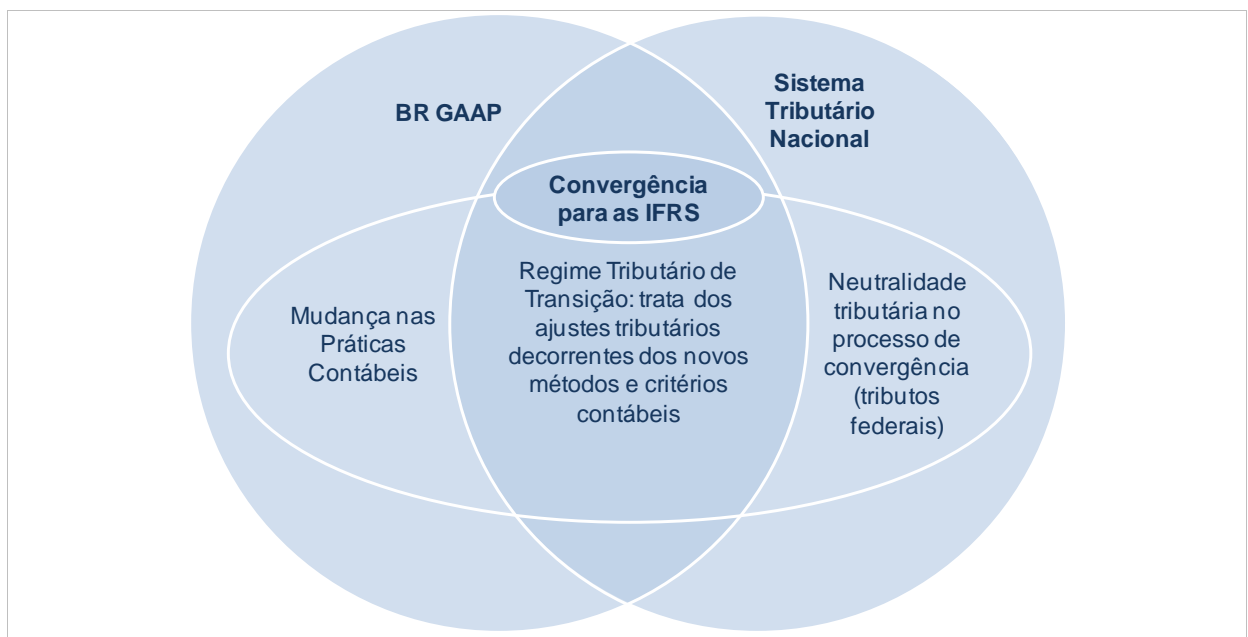 BR GAAP
Sistema
Tributário
Nacional
Convergência
para as IFRS
Mudança nas
Práticas
Contábeis
Regime Tributário de
Transição: trata dos
ajustes tributários
decorrentes dos novos
métodos e critérios
contábeis
Neutralidade
tributária no
processo de
convergência
(tributos
federais)